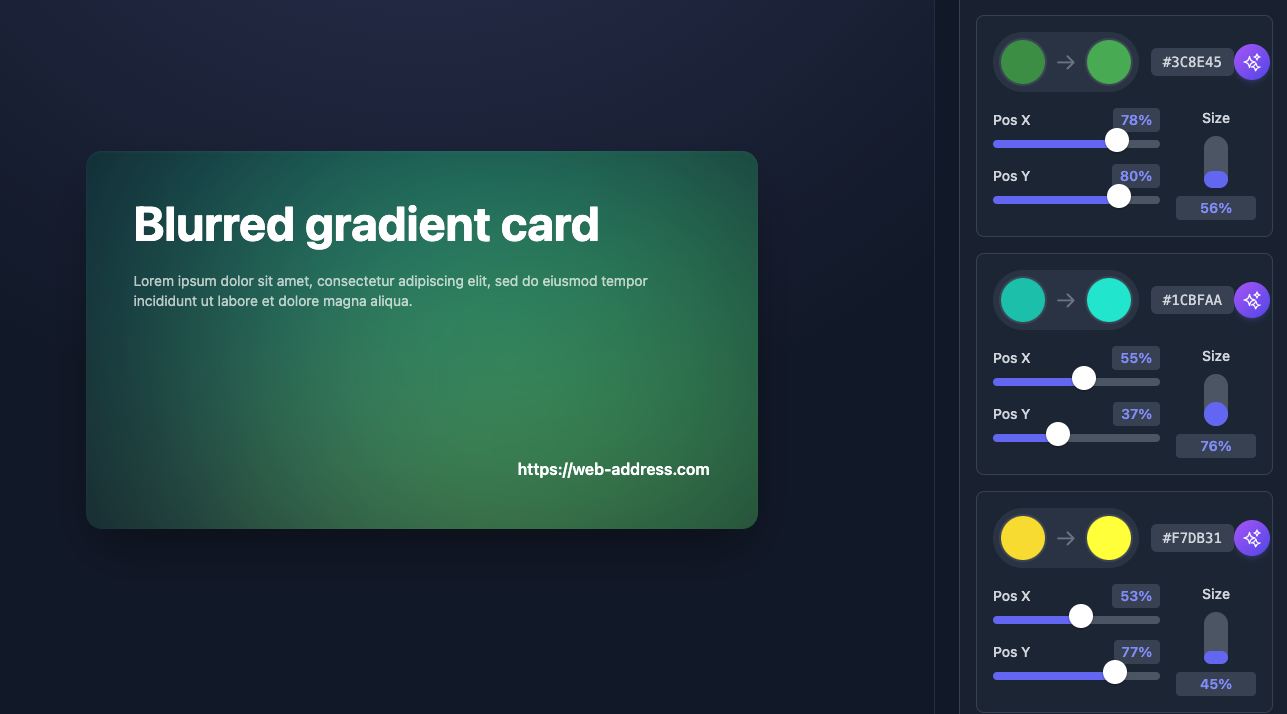 Blurred gradient card
Lorem ipsum dolor sit amet, consectetur adipiscing elit, sed do eiusmod tempor
incididunt ut labore et dolore magna aliqua.
https://web-address.com
#3C8E45
Pos X 78%
Size
Pos Y 80%
56%
#1CBFAA
Pos X 55%
Size
Pos Y 37%
76%
#F7DB31
Pos X 53%
Size
Pos Y 77%
45%